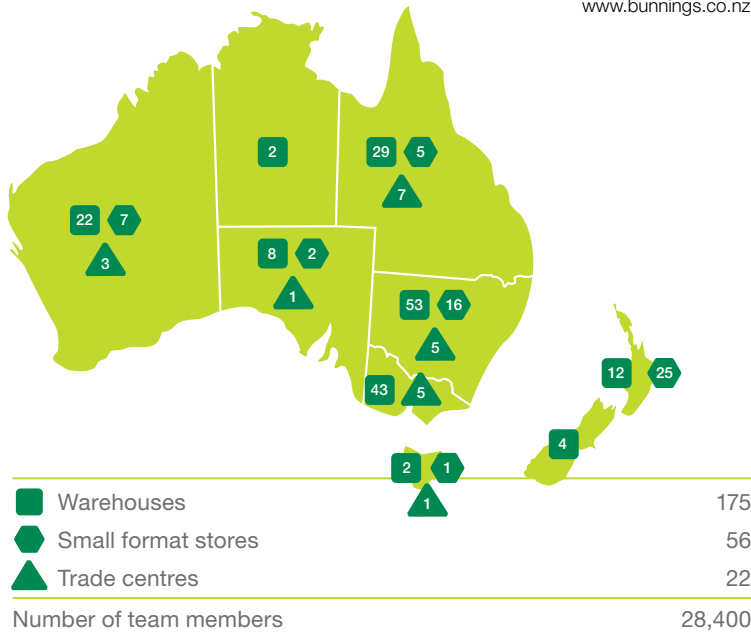 www.bunnings.co.nz
2
29 5
7
22 7
3
8 2
1
53 16
5
43 5
12 25
4
2 1
1
Warehouses 175
Small format stores 56
Trade centres 22
Number of team members 28,400